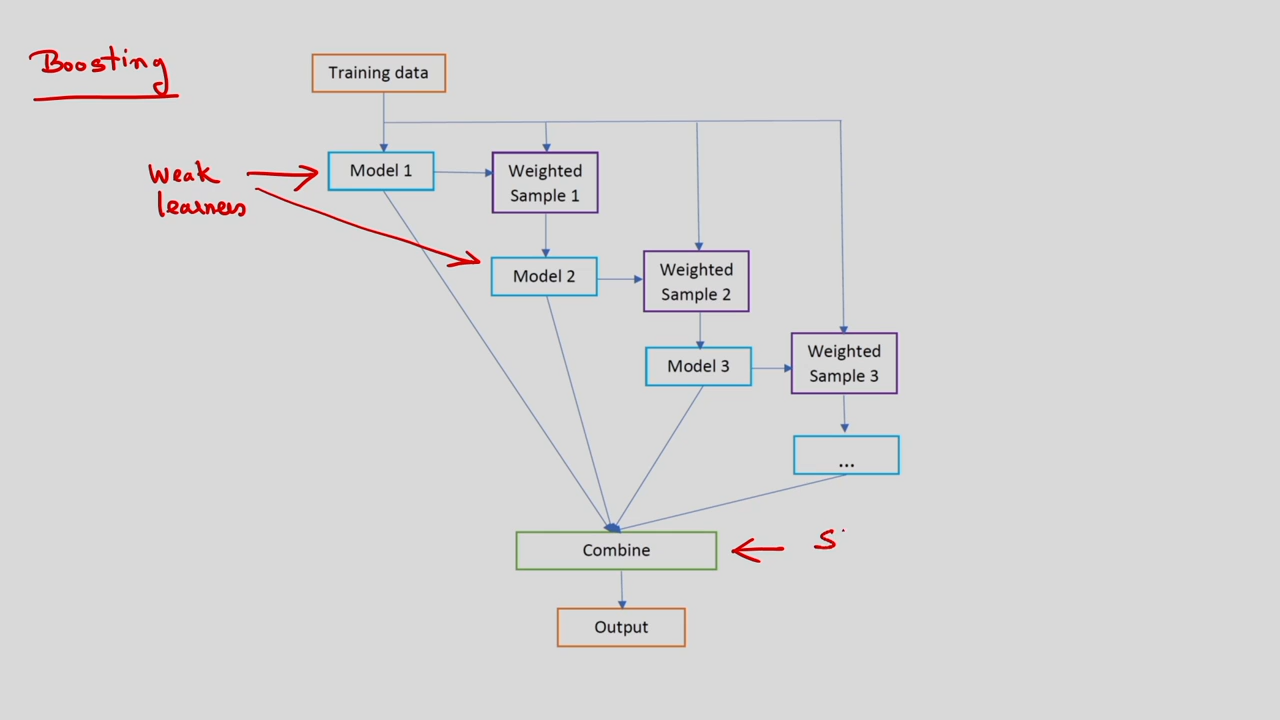 Boosting
Training data
Model 1
Weighted
Sample 1
Weak
learners
Model 2
Weighted
Sample 2
Model 3
Weighted
Sample 3
...
Combine
S
Output